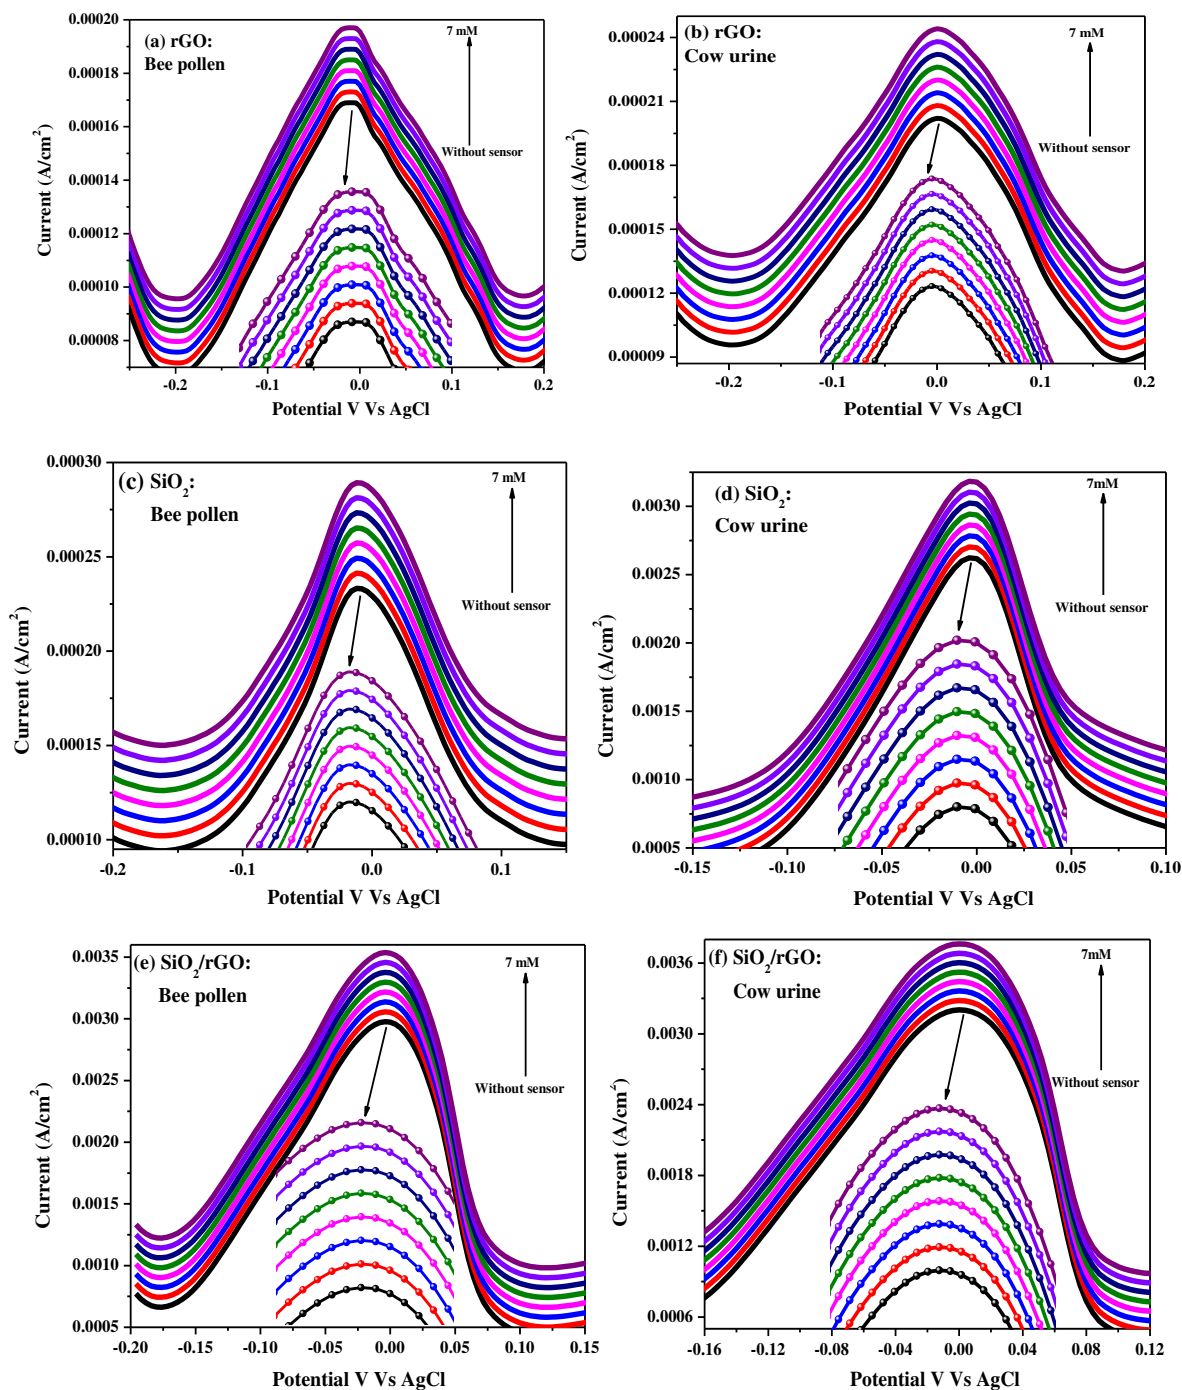 (a) rGO:
Bee pollen
7 mM
Without sensor
0.00020
0.00018
0.00016
0.00014
0.00012
0.00010
0.00008
Current (A/cm²)
-0.2
-0.1
0.0
0.1
0.2
Potential V Vs AgCl
(b) rGO:
Cow urine
7 mM
Without sensor
0.00024
0.00021
0.00018
0.00015
0.00012
0.00009
Current (A/cm²)
-0.2
-0.1
0.0
0.1
0.2
Potential V Vs AgCl
(c) SiO₂:
Bee pollen
7 mM
Without sensor
0.00030
0.00025
0.00020
0.00015
0.00010
Current (A/cm²)
-0.2
-0.1
0.0
0.1
Potential V Vs AgCl
(d) SiO₂:
Cow urine
7mM
Without sensor
0.0030
0.0025
0.0020
0.0015
0.0010
0.0005
Current (A/cm²)
-0.15
-0.10
-0.05
0.00
0.05
0.10
Potential V Vs AgCl
(e) SiO₂/rGO:
Bee pollen
7 mM
Without sensor
0.0035
0.0030
0.0025
0.0020
0.0015
0.0010
0.0005
Current (A/cm²)
-0.20
-0.15
-0.10
-0.05
0.00
0.05
0.10
0.15
Potential V Vs AgCl
(f) SiO₂/rGO:
Cow urine
7mM
Without sensor
0.0036
0.0030
0.0024
0.0018
0.0012
0.0006
Current (A/cm²)
-0.16
-0.12
-0.08
-0.04
0.00
0.04
0.08
0.12
Potential V Vs AgCl